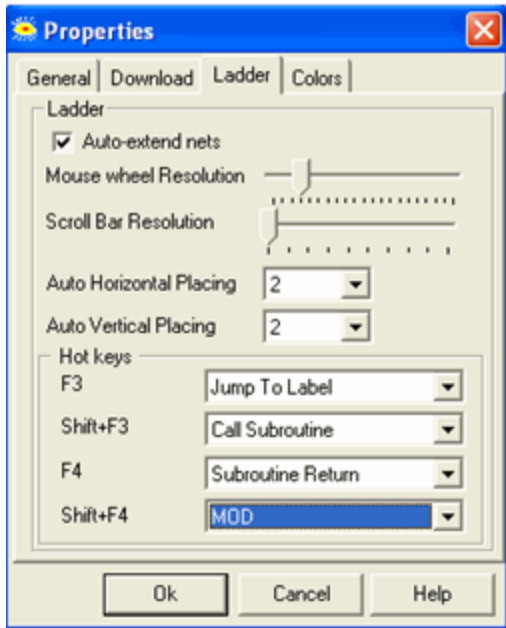 Properties
General Download Ladder Colors
Ladder
Auto-extend nets
Mouse wheel Resolution
Scroll Bar Resolution
Auto Horizontal Placing 2
Auto Vertical Placing 2
Hot keys
F3 Jump To Label
Shift+F3 Call Subroutine
F4 Subroutine Return
Shift+F4 MOD
Ok Cancel Help